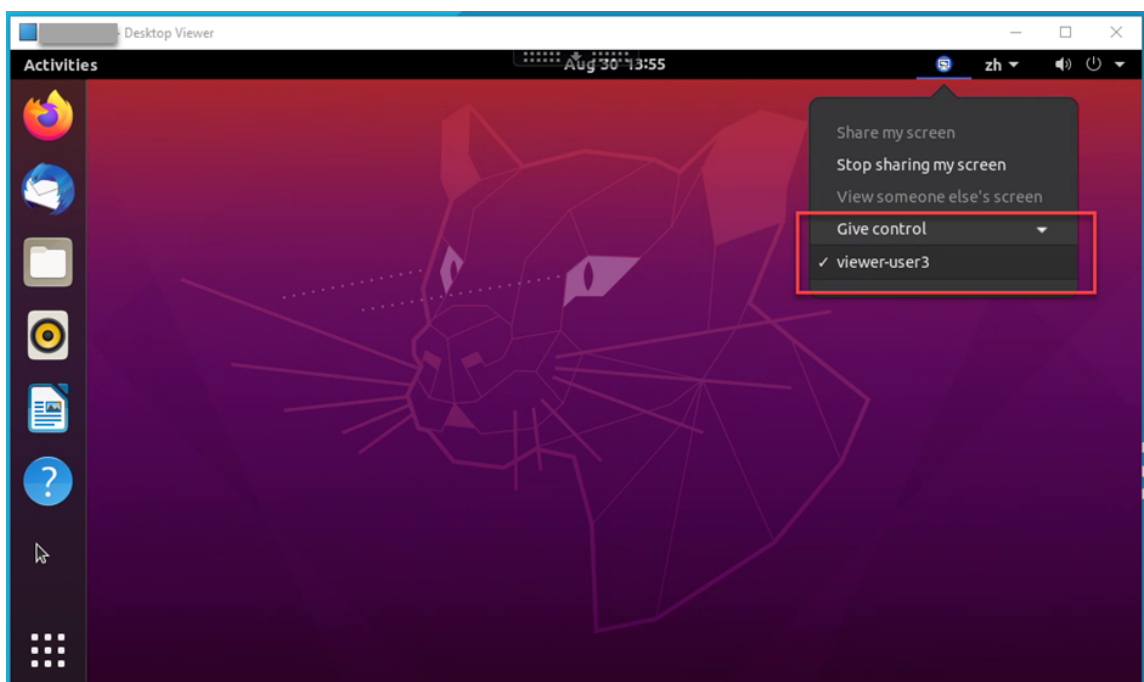 - Desktop Viewer
Activities
Aug 30 13:55
zh
Share my screen
Stop sharing my screen
View someone else's screen
Give control
✓ viewer-user3
?